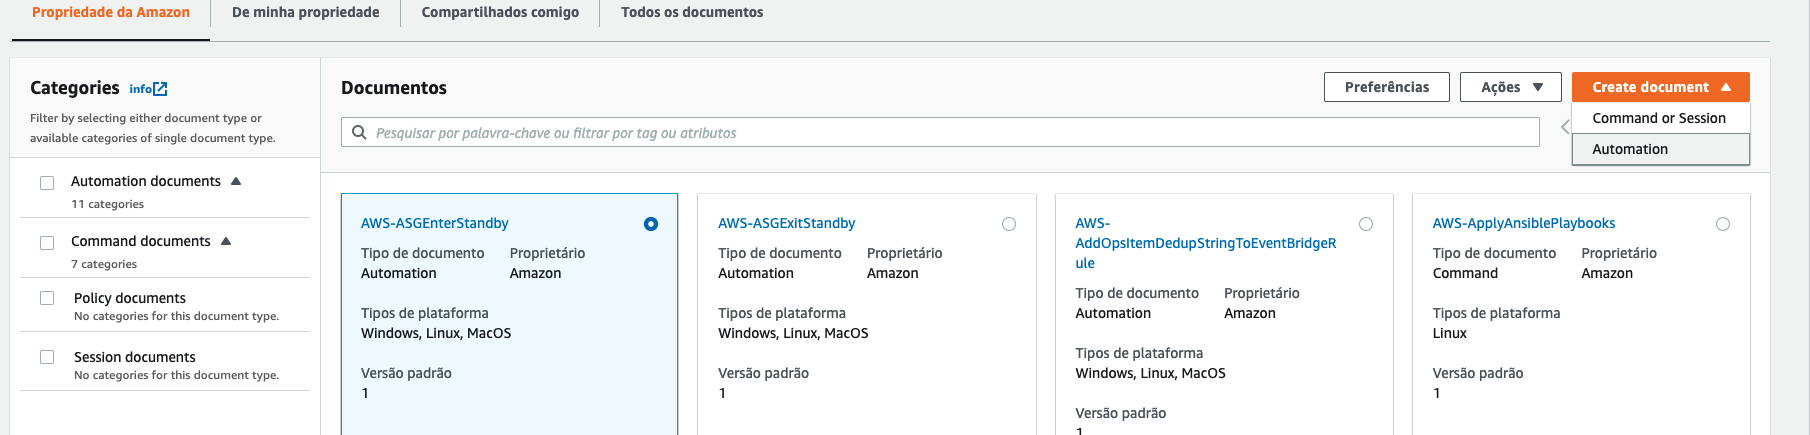 Propriedade da Amazon
De minha propriedade
Compartilhados comigo
Todos os documentos
Categories info
Filter by selecting either document type or
available categories of single document type.
Automation documents
11 categories
Command documents
7 categories
Policy documents
No categories for this document type.
Session documents
No categories for this document type.
Documentos
Preferências
Ações
Create document
Command or Session
Automation
Pesquisar por palavra-chave ou filtrar por tag ou atributos
AWS-ASGEnterStandby
Tipo de documento Proprietário
Automation Amazon
Tipos de plataforma
Windows, Linux, MacOS
Versão padrão
1
AWS-ASGExitStandby
Tipo de documento Proprietário
Automation Amazon
Tipos de plataforma
Windows, Linux, MacOS
Versão padrão
1
AWS-
AddOpsItemDedupStringToEventBridgeR
ule
Tipo de documento Proprietário
Automation Amazon
Tipos de plataforma
Windows, Linux, MacOS
Versão padrão
1
AWS-ApplyAnsiblePlaybooks
Tipo de documento Proprietário
Command Amazon
Tipos de plataforma
Linux
Versão padrão
1